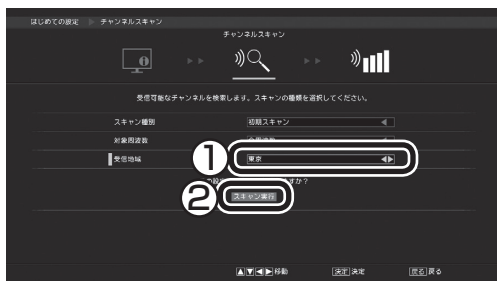 はじめての設定 ▶ チャンネルスキャン
チャンネルスキャン
受信可能なチャンネルを検索します。スキャンの種類を選択してください。
スキャン種別 初期スキャン
対象周波数
受信地域 東京
①
か？
② スキャン実行
▲▼◀▶移動 決定 決定 戻る 戻る